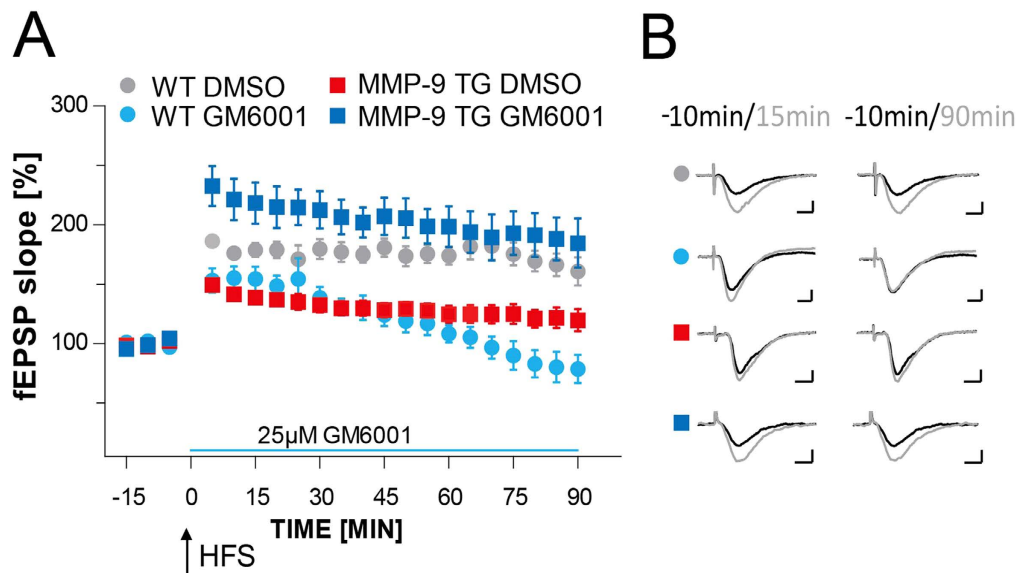 A
B
WT DMSO
MMP-9 TG DMSO
WT GM6001
MMP-9 TG GM6001
-10min/15min
-10min/90min
fEPSP slope [%]
300
200
100
25µM GM6001
-15
0
15
30
45
60
75
90
TIME [MIN]
HFS